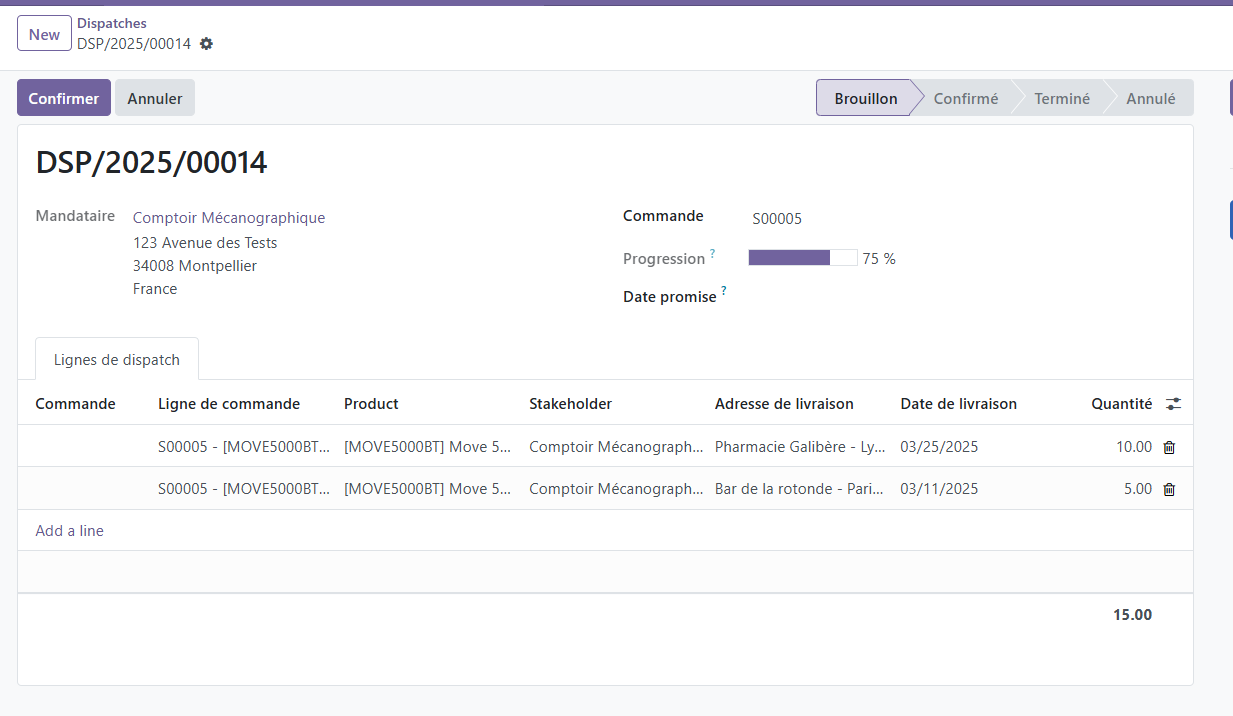 New
Dispatches
DSP/2025/00014
Confirmer Annuler Brouillon Confirmé Terminé Annulé
DSP/2025/00014
Mandataire Comptoir Mécanographique
123 Avenue des Tests
34008 Montpellier
France
Commande S00005
Progression ? 75 %
Date promise ?
Lignes de dispatch
Commande Ligne de commande Product Stakeholder Adresse de livraison Date de livraison Quantité
S00005 - [MOVE5000BT... [MOVE5000BT] Move 5... Comptoir Mécanograph... Pharmacie Galibère - Ly... 03/25/2025 10.00
S00005 - [MOVE5000BT... [MOVE5000BT] Move 5... Comptoir Mécanograph... Bar de la rotonde - Pari... 03/11/2025 5.00
Add a line
15.00